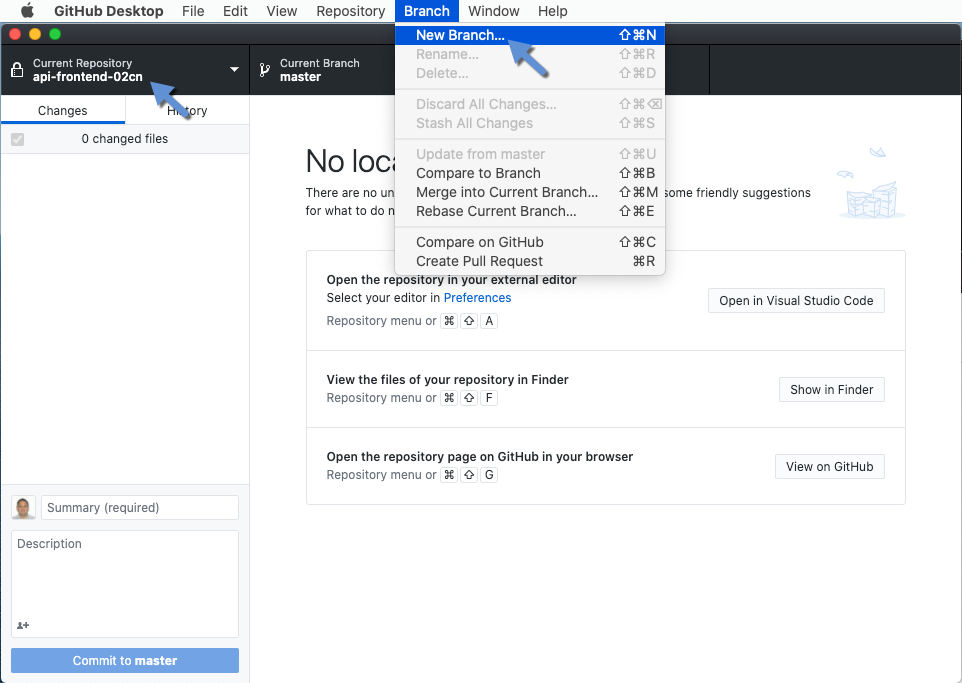 GitHub Desktop File Edit View Repository Branch Window Help
Current Repository
api-frontend-02cn
Current Branch
master
New Branch... ⇧⌘N
Rename... ⇧⌘R
Delete... ⇧⌘D
Discard All Changes... ⇧⌘⌫
Stash All Changes ⇧⌘S
Update from master ⇧⌘U
Compare to Branch ⇧⌘B
Merge into Current Branch... ⇧⌘M
Rebase Current Branch... ⇧⌘E
Compare on GitHub ⇧⌘C
Create Pull Request ⌘R
Changes History
0 changed files
No
There are no some friendly suggestions
for what to do
Open the repository in your external editor
Select your editor in Preferences
Repository menu or ⌘ ⇧ A
Open in Visual Studio Code
View the files of your repository in Finder
Repository menu or ⌘ ⇧ F
Show in Finder
Open the repository page on GitHub in your browser
Repository menu or ⌘ ⇧ G
View on GitHub
Summary (required)
Description
Commit to master